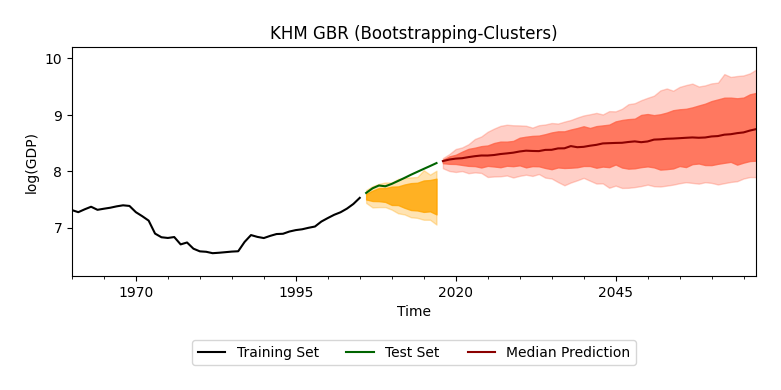 KHM GBR (Bootstrapping-Clusters)
10
9
8
7
log(GDP)
1970 1995 2020 2045
Time
Training Set Test Set Median Prediction